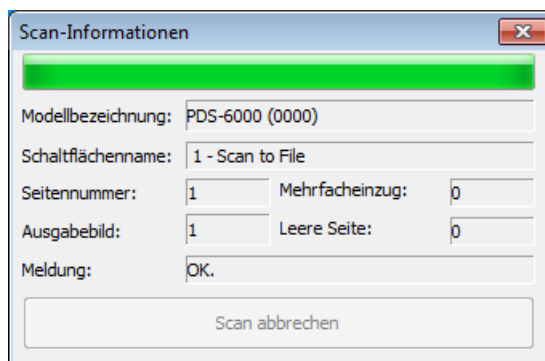 Scan-Informationen
Modellbezeichnung: PDS-6000 (0000)
Schaltflächenname: 1 - Scan to File
Seitennummer: 1 Mehrfacheinzug: 0
Ausgabebild: 1 Leere Seite: 0
Meldung: OK.
Scan abbrechen